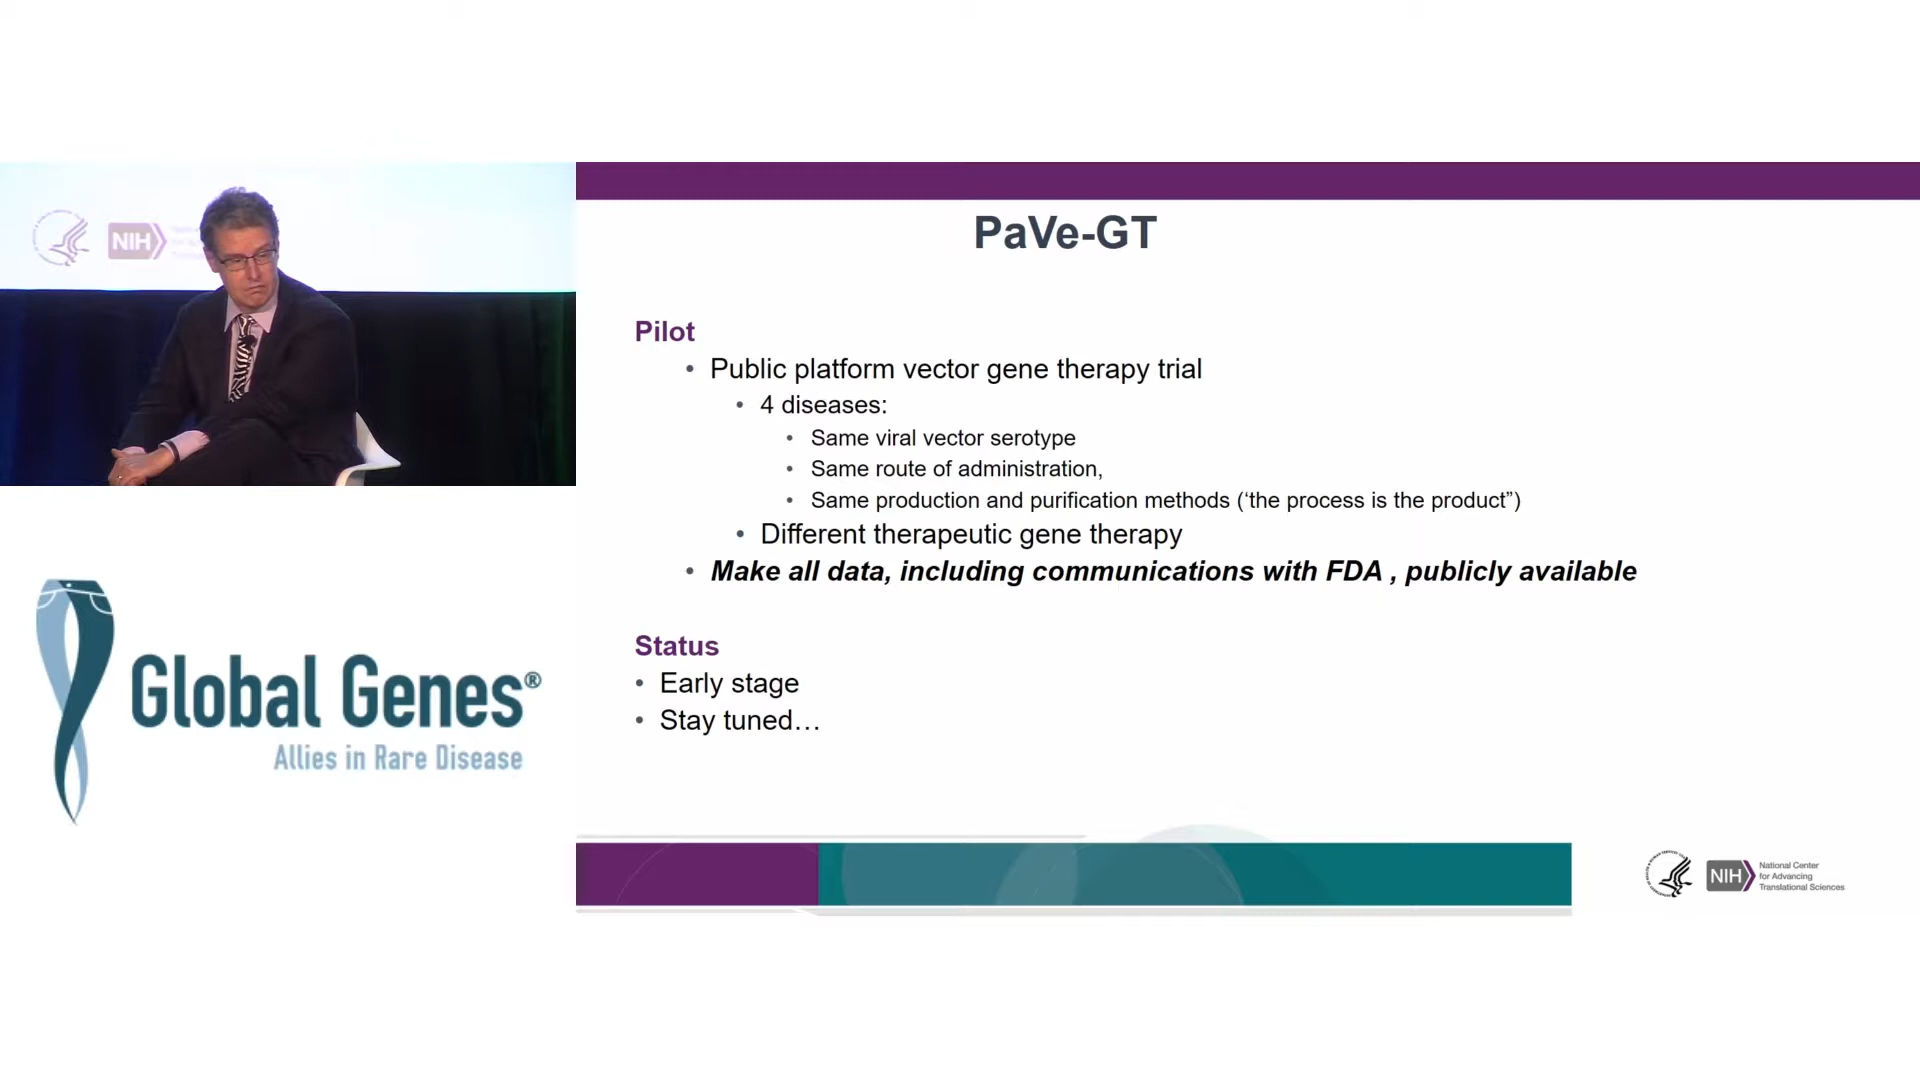 NIH
PaVe-GT
Pilot
• Public platform vector gene therapy trial
• 4 diseases:
• Same viral vector serotype
• Same route of administration,
• Same production and purification methods (‘the process is the product”)
• Different therapeutic gene therapy
• Make all data, including communications with FDA , publicly available
Status
• Early stage
• Stay tuned…
Global Genes®
Allies in Rare Disease
NIH
National Center
for Advancing
Translational Sciences